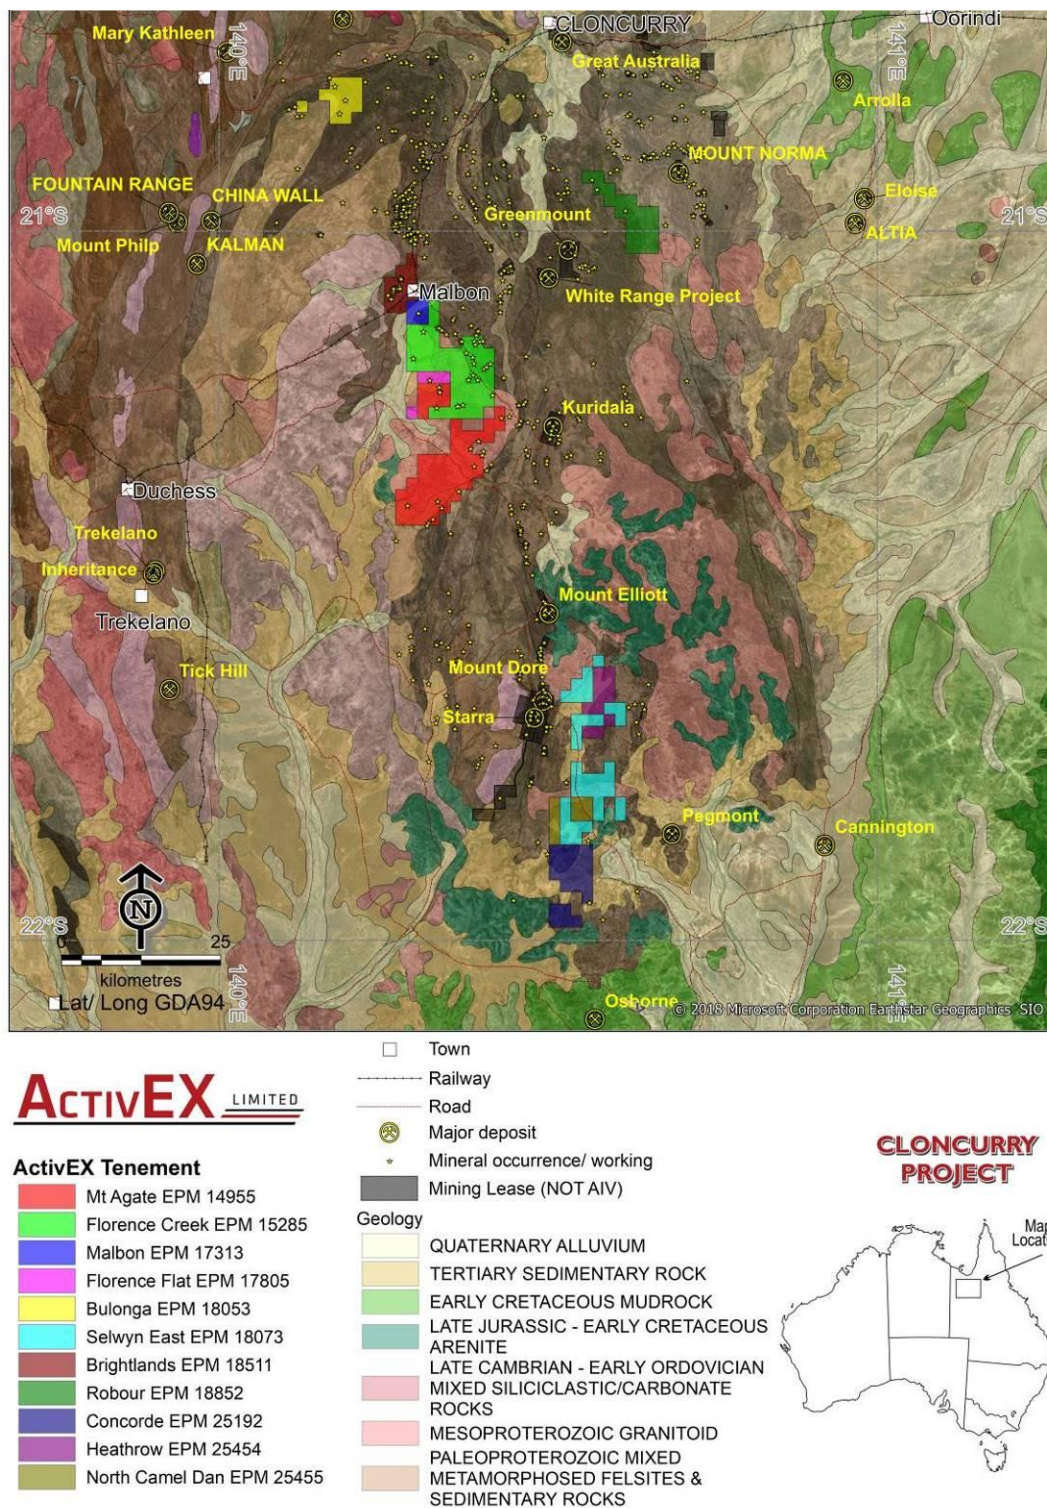 CLONCURRY
Oorindi
Mary Kathleen
140°E
141°E
Great Australia
Arrolla
MOUNT NORMA
FOUNTAIN RANGE
CHINA WALL
Eloise
21°S
21°S
Greenmount
ALTIA
Mount Philp
KALMAN
Malbon
White Range Project
Kuridala
Duchess
Trekelano
Inheritance
Trekelano
Mount Elliott
Mount Dore
Tick Hill
Starra
Pegmont
Cannington
N
22°S
22°S
0
25
kilometres
Lat/ Long GDA94
140°E
141°E
Osborne
© 2018 Microsoft Corporation Earthstar Geographics SIO
ACTIVEX LIMITED
ActivEX Tenement
Mt Agate EPM 14955
Florence Creek EPM 15285
Malbon EPM 17313
Florence Flat EPM 17805
Bulonga EPM 18053
Selwyn East EPM 18073
Brightlands EPM 18511
Robour EPM 18852
Concorde EPM 25192
Heathrow EPM 25454
North Camel Dan EPM 25455
Town
Railway
Road
Major deposit
Mineral occurrence/ working
Mining Lease (NOT AIV)
Geology
QUATERNARY ALLUVIUM
TERTIARY SEDIMENTARY ROCK
EARLY CRETACEOUS MUDROCK
LATE JURASSIC - EARLY CRETACEOUS
ARENITE
LATE CAMBRIAN - EARLY ORDOVICIAN
MIXED SILICICLASTIC/CARBONATE
ROCKS
MESOPROTEROZOIC GRANITOID
PALEOPROTEROZOIC MIXED
METAMORPHOSED FELSITES &
SEDIMENTARY ROCKS
CLONCURRY
PROJECT
Map
Locatio